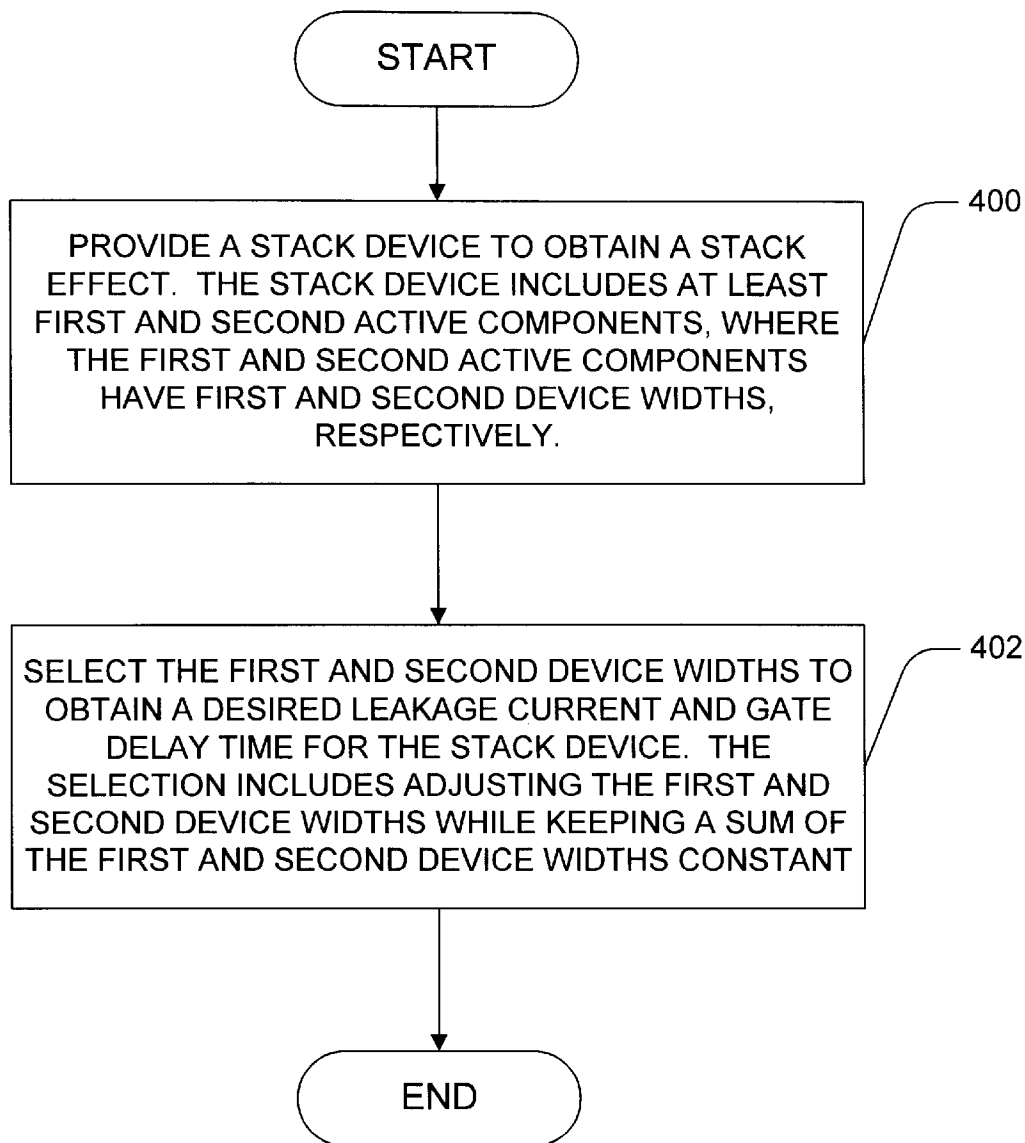 START
400
PROVIDE A STACK DEVICE TO OBTAIN A STACK
EFFECT. THE STACK DEVICE INCLUDES AT LEAST
FIRST AND SECOND ACTIVE COMPONENTS, WHERE
THE FIRST AND SECOND ACTIVE COMPONENTS
HAVE FIRST AND SECOND DEVICE WIDTHS,
RESPECTIVELY.
402
SELECT THE FIRST AND SECOND DEVICE WIDTHS TO
OBTAIN A DESIRED LEAKAGE CURRENT AND GATE
DELAY TIME FOR THE STACK DEVICE. THE
SELECTION INCLUDES ADJUSTING THE FIRST AND
SECOND DEVICE WIDTHS WHILE KEEPING A SUM OF
THE FIRST AND SECOND DEVICE WIDTHS CONSTANT
END